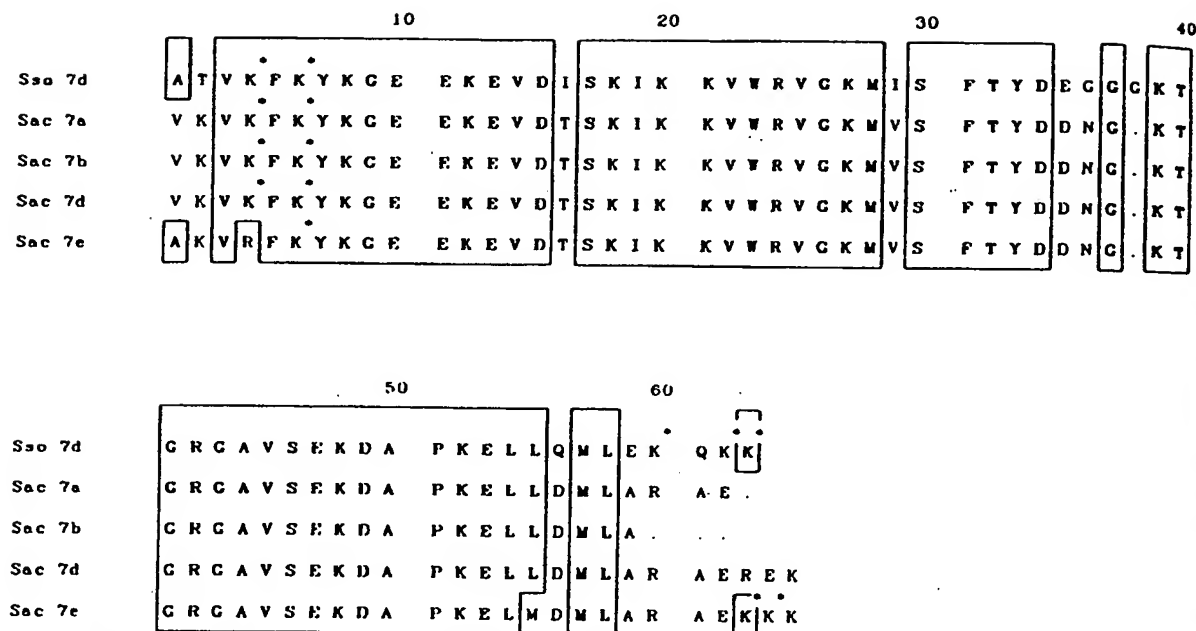 10 20 30 40
Sso 7d A T V K F K Y K G E E K E V D I S K I K K V W R V G K M I S F T Y D E G G G K T
Sac 7a V K V K F K Y K G E E K E V D T S K I K K V W R V G K M V S F T Y D D N G . K T
Sac 7b V K V K F K Y K G E E K E V D T S K I K K V W R V G K M V S F T Y D D N G . K T
Sac 7d V K V K F K Y K G E E K E V D T S K I K K V W R V G K M V S F T Y D D N G . K T
Sac 7e A K V R F K Y K G E E K E V D T S K I K K V W R V G K M V S F T Y D D N G . K T
50 60
Sso 7d G R G A V S E K D A P K E L L Q M L E K Q K K
Sac 7a G R G A V S E K D A P K E L L D M L A R A E .
Sac 7b G R G A V S E K D A P K E L L D M L A . . .
Sac 7d G R G A V S E K D A P K E L L D M L A R A E R E K
Sac 7e G R G A V S E K D A P K E L M D M L A R A E K K K